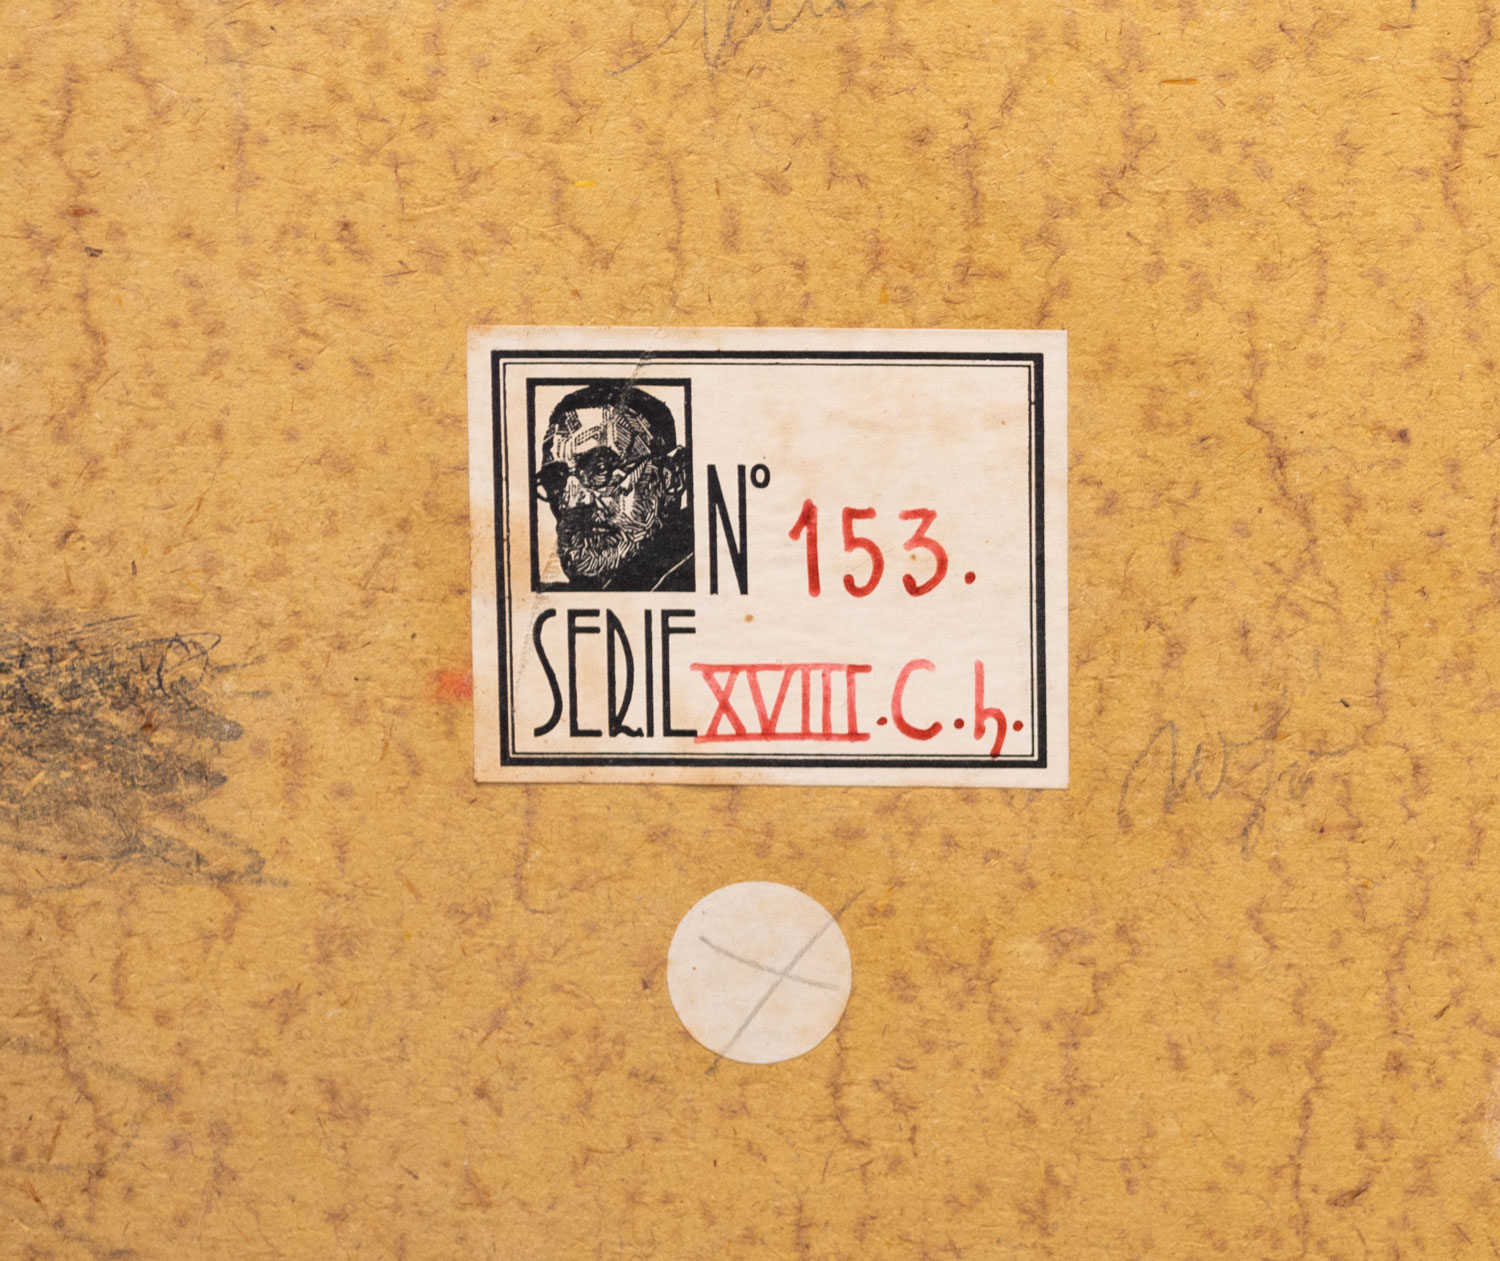 Nº 153.
SERIE XVIII.C.h.